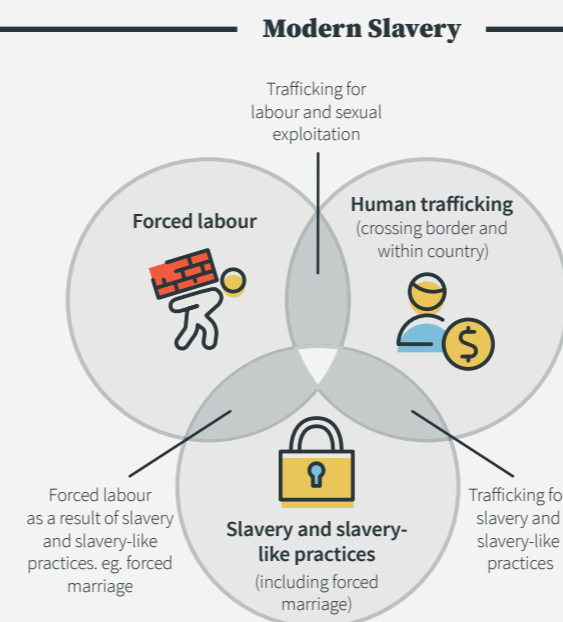 Modern Slavery
Trafficking for
labour and sexual
exploitation
Forced labour
Human trafficking
(crossing border and
within country)
$
Forced labour
as a result of slavery
and slavery-like
practices. eg. forced
marriage
Slavery and slavery-
like practices
(including forced
marriage)
Trafficking fo
slavery and
slavery-like
practices